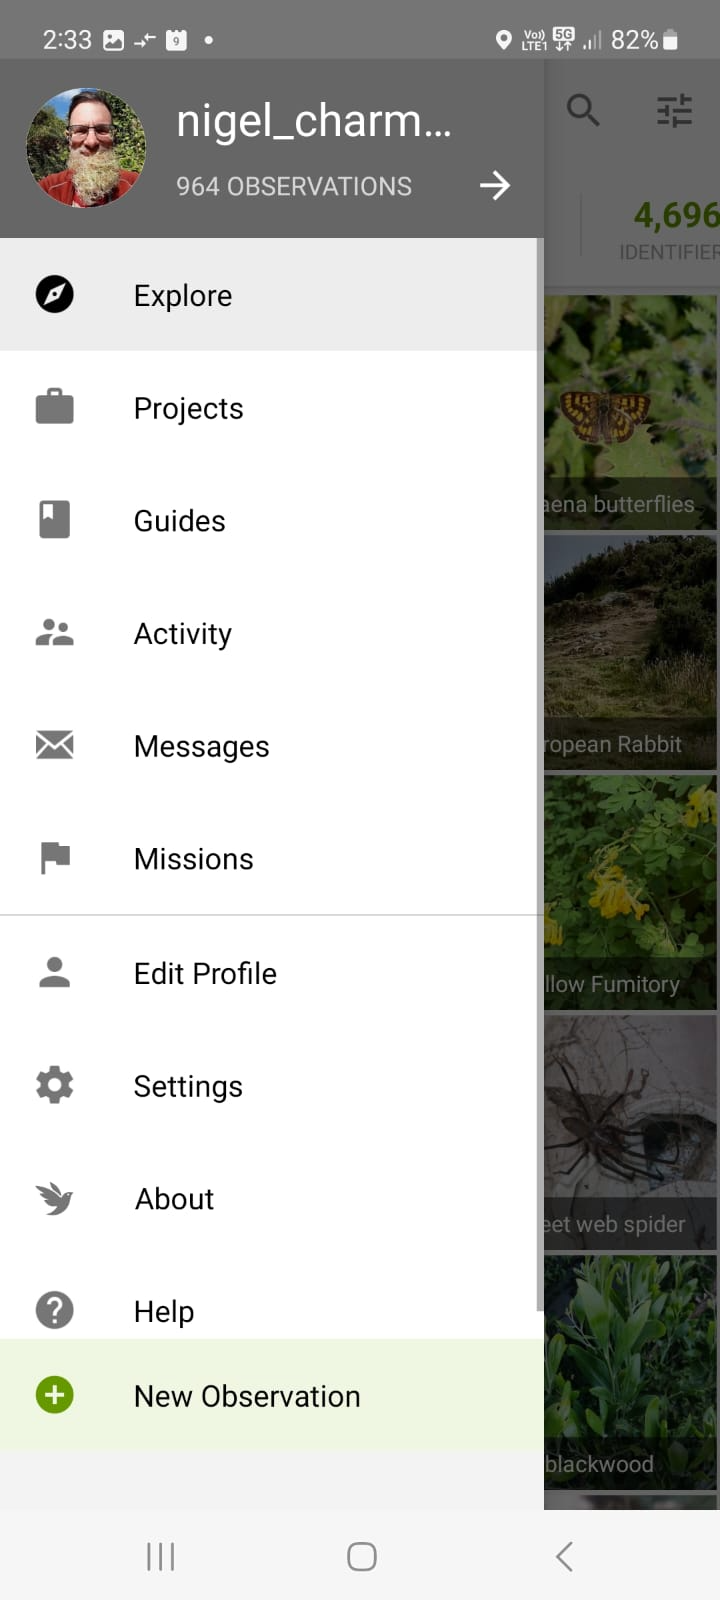 2:33
9
Vo)) LTE1
5G
82%
nigel_charm...
964 OBSERVATIONS
Explore
Projects
Guides
Activity
Messages
Missions
Edit Profile
Settings
About
Help
New Observation
4,696
IDENTIFIER
aena butterflies
ropean Rabbit
llow Fumitory
eet web spider
blackwood